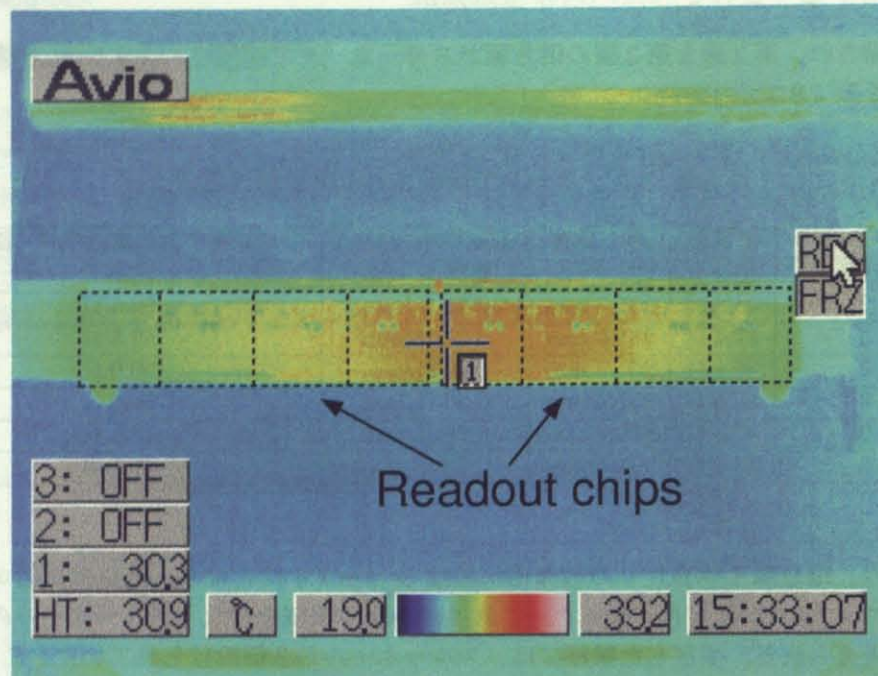 Avio
REC
FRZ
1
Readout chips
3: OFF
2: OFF
1: 30.3
HT: 30.9 ℃ 19.0 39.2 15:33:07